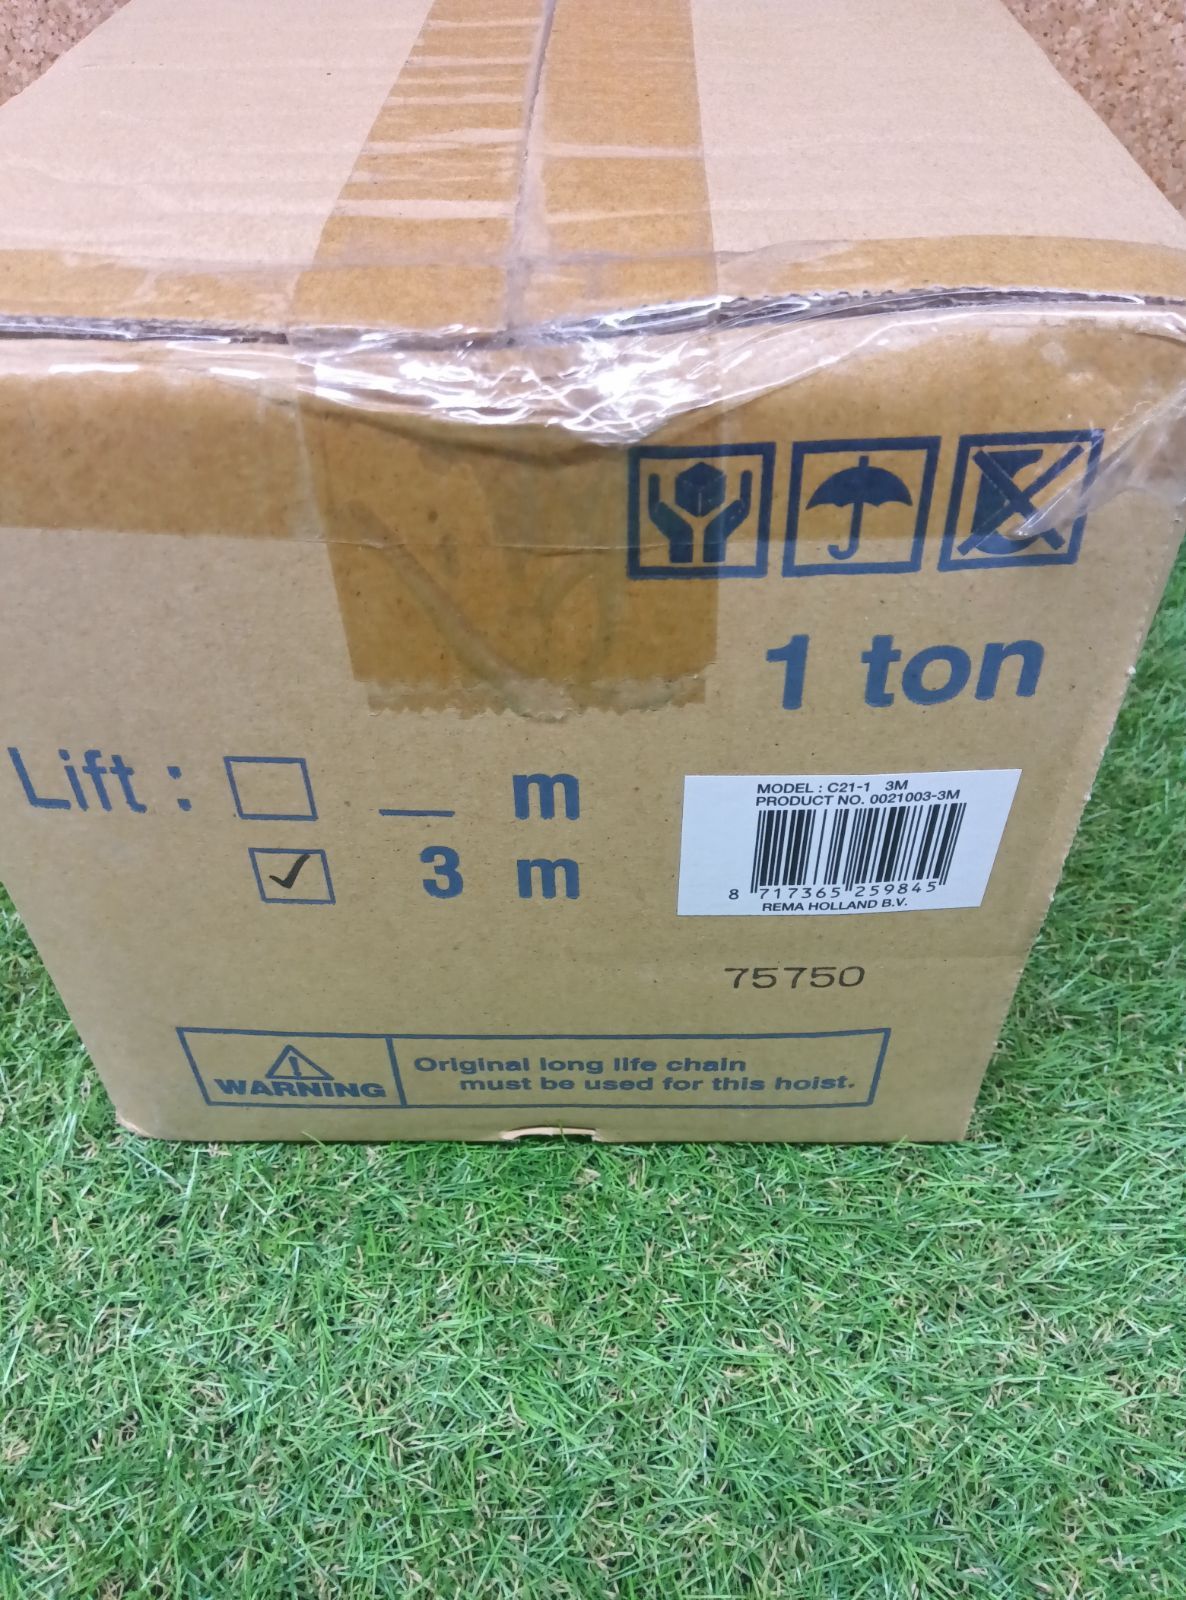 1 ton
Lift : __ m
3 m
MODEL : C21-1 3M
PRODUCT NO. 0021003-3M
8 717365 259845
REMA HOLLAND B.V.
75750
WARNING
Original long life chain
must be used for this hoist.